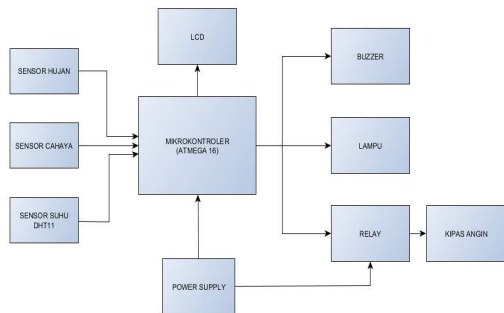 LCD
SENSOR HUJAN
BUZZER
SENSOR CAHAYA
MIKROKONTROLER
(ATMEGA 16)
LAMPU
SENSOR SUHU
DHT11
RELAY
KIPAS ANGIN
POWER SUPPLY